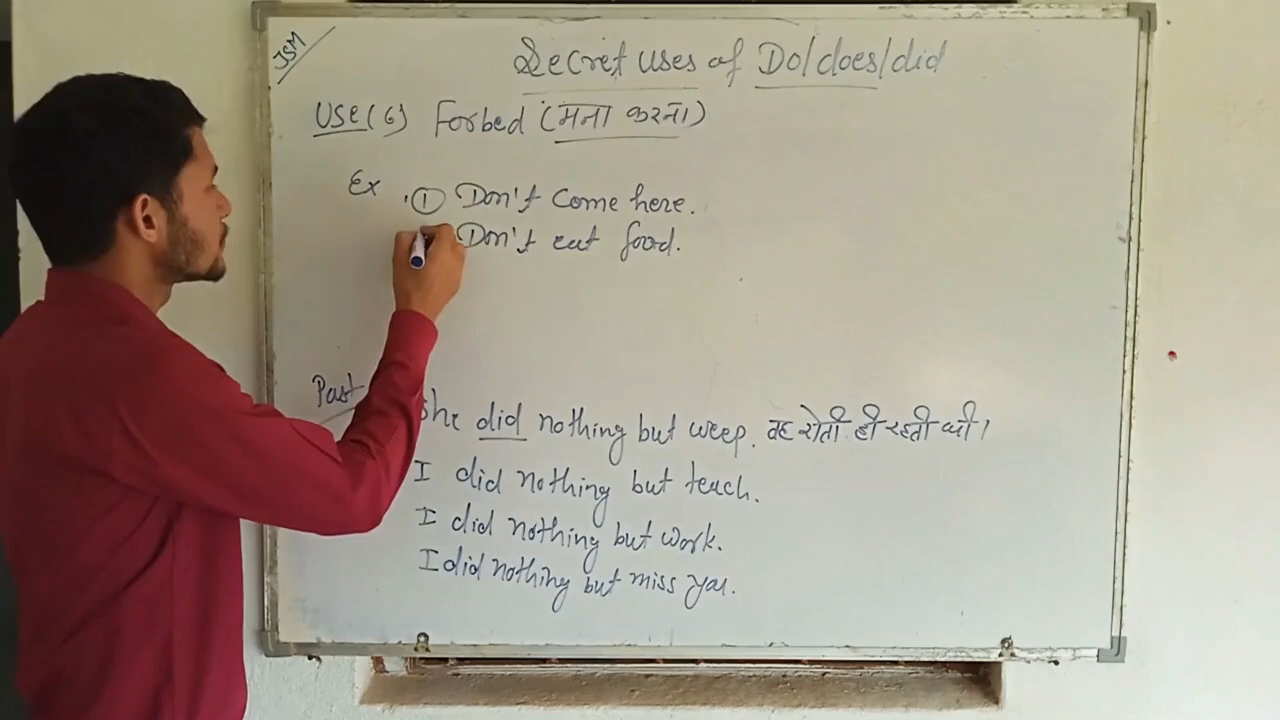 JSM
Secret uses of Do/does/did
Use (6) Forbed (मना करना)
Ex ① Don't come here.
Don't eat food.
Past
She did nothing but weep. वह रोती ही रहती थी।
I did nothing but teach.
I did nothing but work.
I did nothing but miss you.